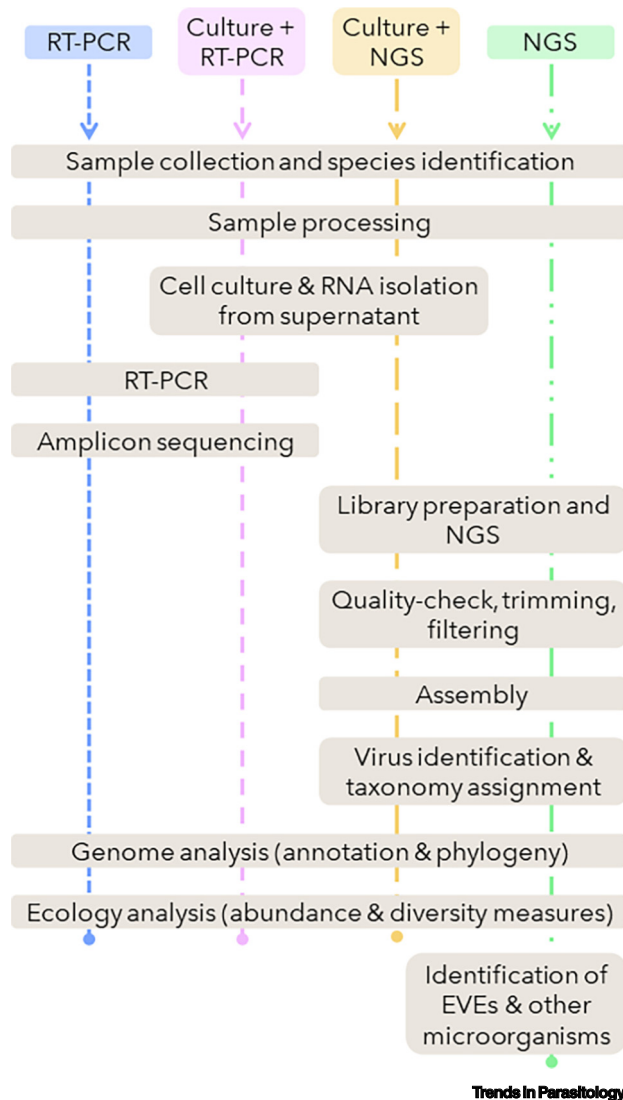 RT-PCR
Culture +
RT-PCR
Culture +
NGS
NGS
Sample collection and species identification
Sample processing
Cell culture & RNA isolation
from supernatant
RT-PCR
Amplicon sequencing
Library preparation and
NGS
Quality-check, trimming,
filtering
Assembly
Virus identification &
taxonomy assignment
Genome analysis (annotation & phylogeny)
Ecology analysis (abundance & diversity measures)
Identification of
EVEs & other
microorganisms
Trends in Parasitology